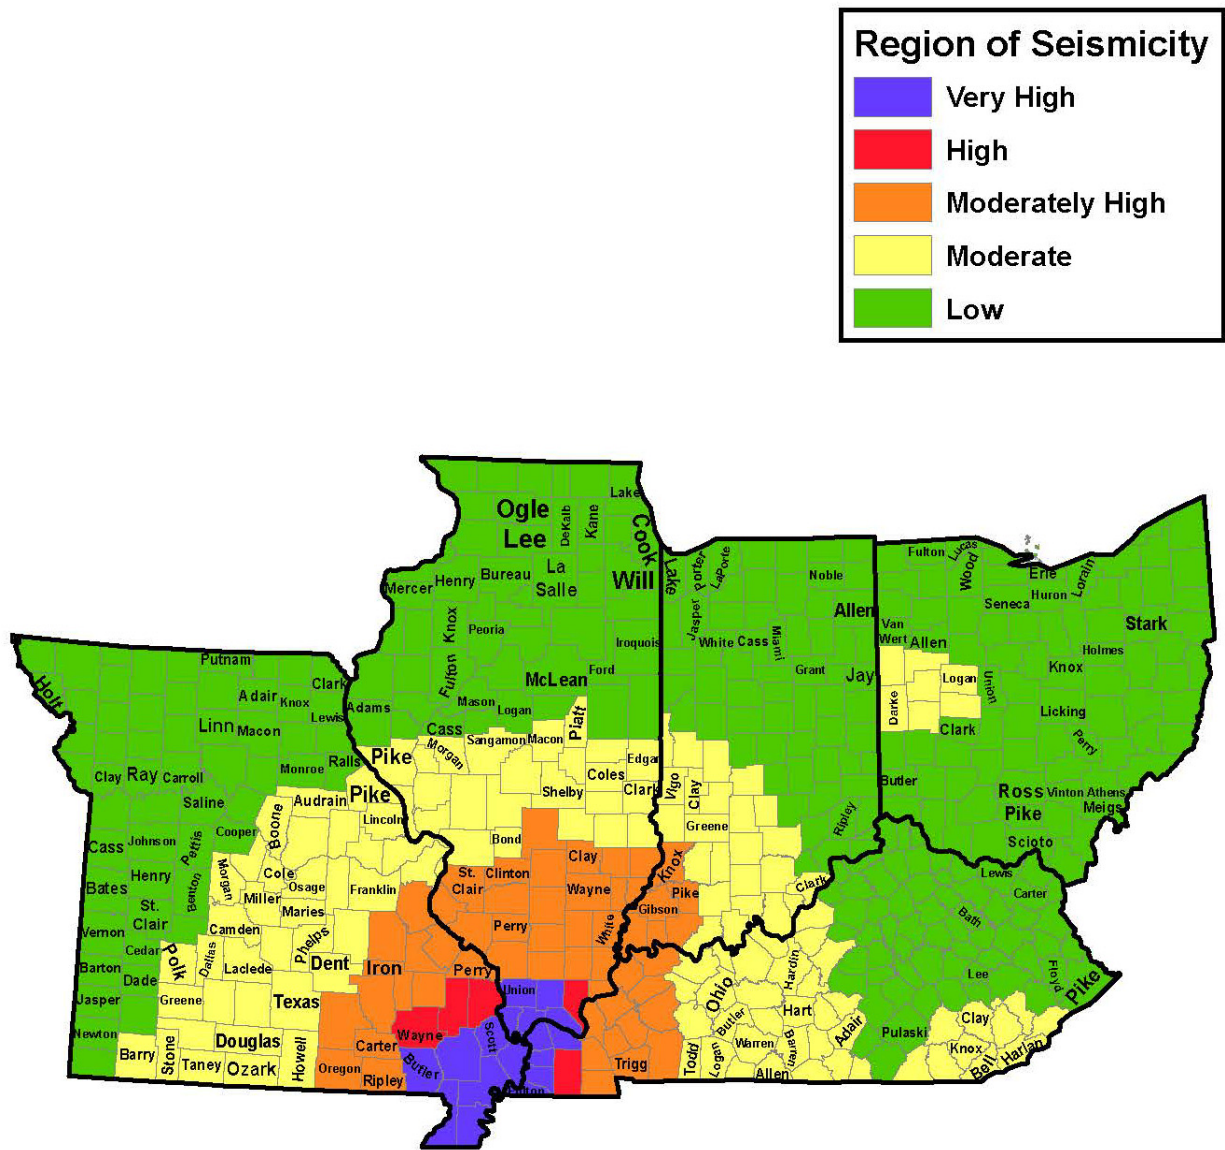 Region of Seismicity
Very High
High
Moderately High
Moderate
Low
Lake
Ogle
DeKalb
Kane
Cook
Lee
La
Salle
Will
Bureau
Henry
Mercer
Knox
Peoria
Iroquois
Fulton
McLean
Ford
Mason
Logan
Adams
Cass
Pike
Morgan
Sangamon
Macon
Piatt
Edgar
Coles
Shelby
Clark
Bond
Clay
St.
Clair
Clinton
Wayne
White
Perry
Union
Lake
Porter
LaPorte
Noble
Jasper
Allen
White
Cass
Miami
Grant
Jay
Vigo
Clay
Greene
Ripley
Knox
Pike
Gibson
Clark
Fulton
Lucas
Wood
Erie
Lorain
Huron
Seneca
Stark
Van
Wert
Allen
Holmes
Knox
Logan
Union
Darke
Licking
Clark
Perry
Butler
Ross
Vinton
Athens
Pike
Meigs
Scioto
Putnam
Holt
Adair
Knox
Clark
Linn
Macon
Lewis
Monroe
Ralls
Clay
Ray
Carroll
Saline
Audrain
Pike
Boone
Lincoln
Cooper
Cass
Johnson
Pettis
Henry
Bates
Benton
Morgan
Cole
Osage
Franklin
Miller
St.
Clair
Maries
Vernon
Camden
Phelps
Cedar
Polk
Dallas
Laclede
Dent
Iron
Perry
Barton
Dade
Jasper
Greene
Texas
Newton
Douglas
Wayne
Scott
Barry
Stone
Taney
Ozark
Howell
Carter
Oregon
Ripley
Butler
Lewis
Carter
Bath
Lee
Floyd
Pike
Hardin
Ohio
Hart
Butler
Adair
Pulaski
Clay
Warren
Barren
Knox
Harlan
Bell
Todd
Logan
Allen
Trigg
Fulton